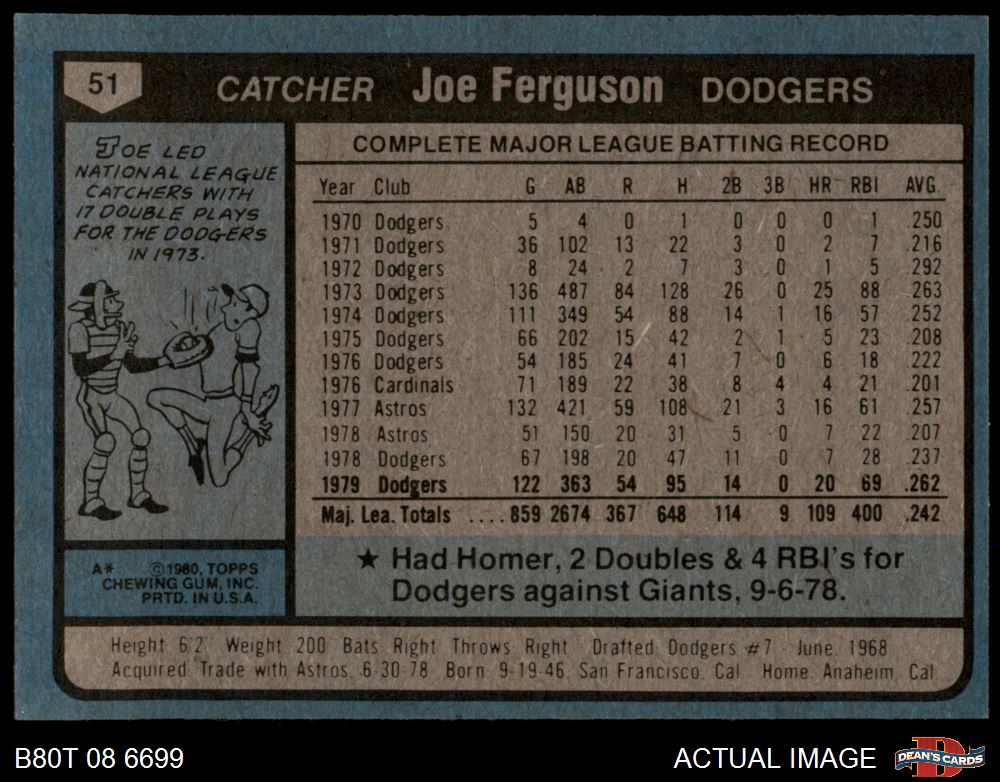 51 CATCHER Joe Ferguson DODGERS
JOE LED
NATIONAL LEAGUE
CATCHERS WITH
17 DOUBLE PLAYS
FOR THE DODGERS
IN 1973.
COMPLETE MAJOR LEAGUE BATTING RECORD
Year Club G AB R H 2B 3B HR RBI AVG.
1970 Dodgers 5 4 0 1 0 0 0 1 .250
1971 Dodgers 36 102 13 22 3 0 2 7 .216
1972 Dodgers 8 24 2 7 3 0 1 5 .292
1973 Dodgers 136 487 84 128 26 0 25 88 .263
1974 Dodgers 111 349 54 88 14 1 16 57 .252
1975 Dodgers 66 202 15 42 2 1 5 23 .208
1976 Dodgers 54 185 24 41 7 0 6 18 .222
1976 Cardinals 71 189 22 38 8 4 4 21 .201
1977 Astros 132 421 59 108 21 3 16 61 .257
1978 Astros 51 150 20 31 5 0 7 22 .207
1978 Dodgers 67 198 20 47 11 0 7 28 .237
1979 Dodgers 122 363 54 95 14 0 20 69 .262
Maj. Lea. Totals ....859 2674 367 648 114 9 109 400 .242
★ Had Homer, 2 Doubles & 4 RBI's for
Dodgers against Giants, 9-6-78.
A* ©1980, TOPPS
CHEWING GUM, INC.
PRTD. IN U.S.A.
Height 6'2" Weight 200 Bats Right Throws Right Drafted Dodgers #7 - June, 1968
Acquired Trade with Astros, 6-30-78 Born 9-19-46, San Francisco, Cal Home Anaheim, Cal
B80T 08 6699
ACTUAL IMAGE
D
DEAN'S CARDS